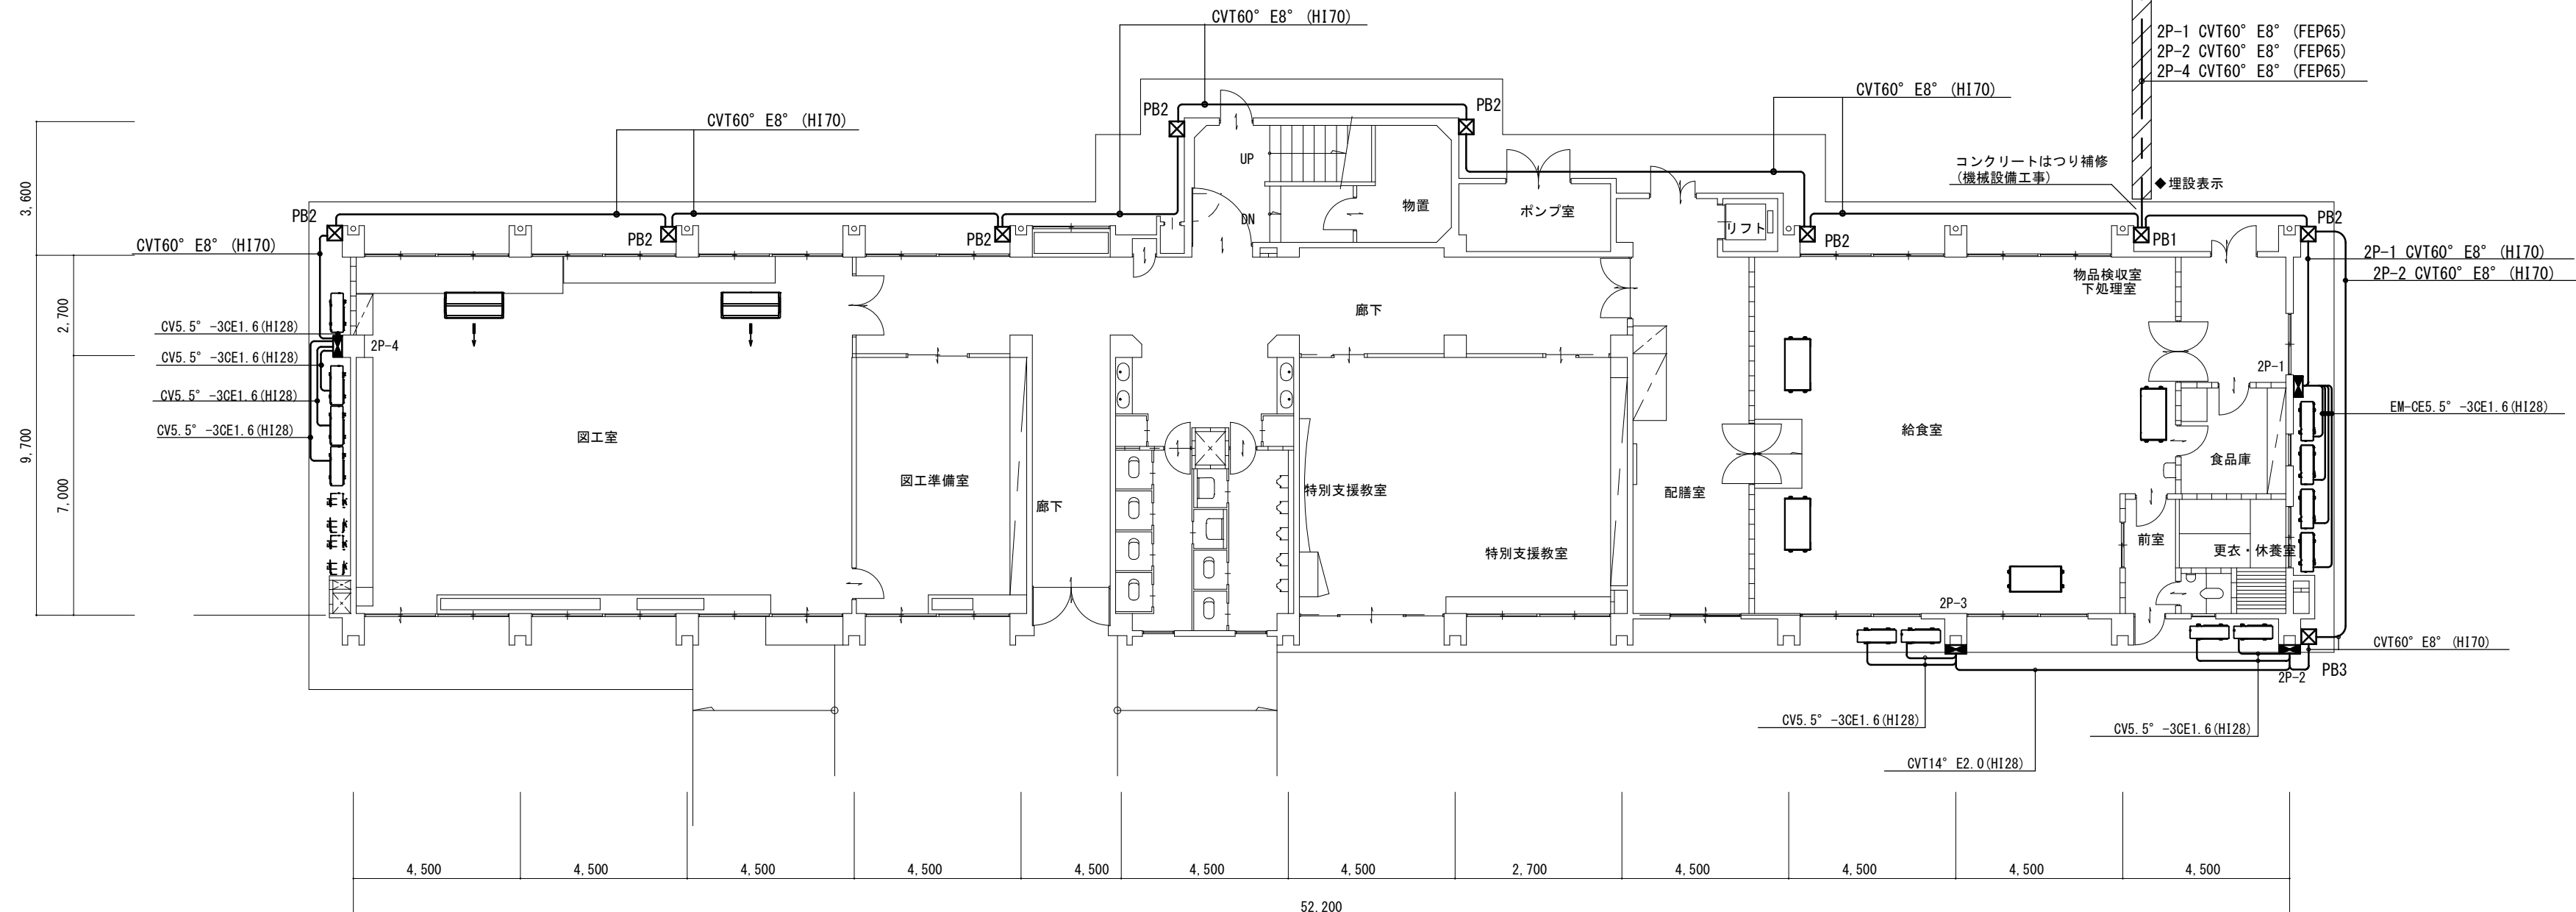 CVT60° E8° (HI70)
2P-1 CVT60° E8° (FEP65)
2P-2 CVT60° E8° (FEP65)
2P-4 CVT60° E8° (FEP65)
CVT60° E8° (HI70)
CVT60° E8° (HI70)
PB2
PB2
コンクリートはつり補修
(機械設備工事)
◆埋設表示
UP
DN
物置
ポンプ室
リフト
3,600
PB2
PB2
PB2
PB2
PB1
PB2
CVT60° E8° (HI70)
2P-1 CVT60° E8° (HI70)
2P-2 CVT60° E8° (HI70)
物品検収室
下処理室
廊下
2,700
CV5.5° -3CE1.6(HI28)
2P-4
CV5.5° -3CE1.6(HI28)
2P-1
CV5.5° -3CE1.6(HI28)
EM-CE5.5° -3CE1.6(HI28)
CV5.5° -3CE1.6(HI28)
9,700
7,000
図工室
給食室
食品庫
図工準備室
特別支援教室
配膳室
廊下
前室
特別支援教室
更衣・休養室
2P-3
CVT60° E8° (HI70)
2P-2
PB3
CV5.5° -3CE1.6(HI28)
CV5.5° -3CE1.6(HI28)
CVT14° E2.0(HI28)
4,500
4,500
4,500
4,500
4,500
4,500
4,500
2,700
4,500
4,500
4,500
4,500
52,200